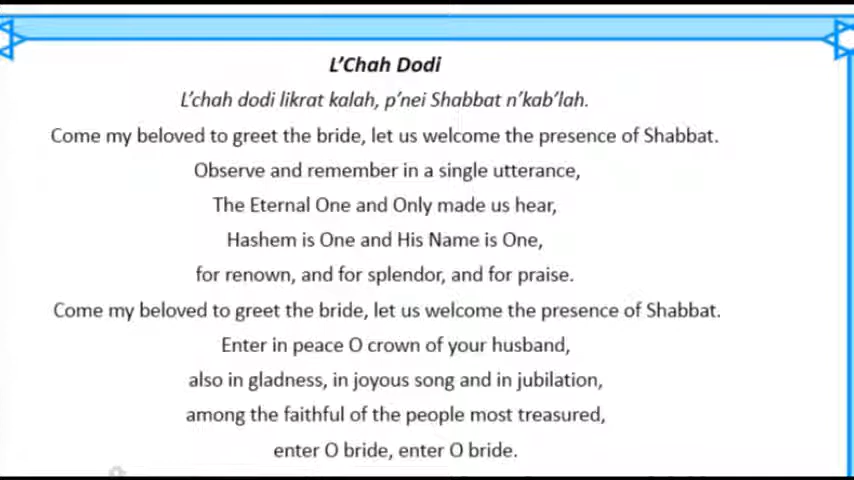 L’Chah Dodi
L’chah dodi likrat kalah, p’nei Shabbat n’kab’lah.
Come my beloved to greet the bride, let us welcome the presence of Shabbat.
Observe and remember in a single utterance,
The Eternal One and Only made us hear,
Hashem is One and His Name is One,
for renown, and for splendor, and for praise.
Come my beloved to greet the bride, let us welcome the presence of Shabbat.
Enter in peace O crown of your husband,
also in gladness, in joyous song and in jubilation,
among the faithful of the people most treasured,
enter O bride, enter O bride.